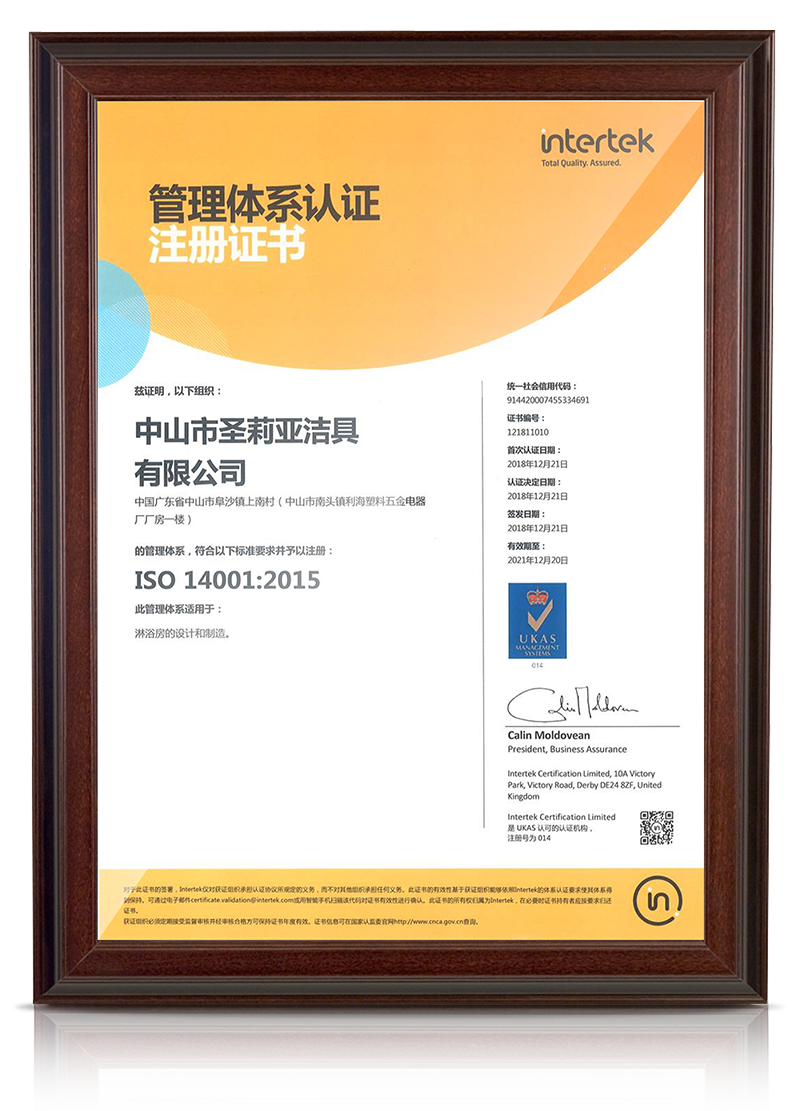 intertek
Total Quality. Assured.
管理体系认证
注册证书
兹证明，以下组织：
中山市圣莉亚洁具
有限公司
中国广东省中山市阜沙镇上南村（中山市南头镇利海塑料五金电器
厂厂房一楼）
的管理体系，符合以下标准要求并予以注册：
ISO 14001:2015
此管理体系适用于：
淋浴房的设计和制造。
统一社会信用代码：
914420007455334691
证书编号：
121811010
首次认证日期：
2018年12月21日
认证决定日期：
2018年12月21日
签发日期：
2018年12月21日
有效期至：
2021年12月20日
UKAS
MANAGEMENT
SYSTEMS
014
Calin Moldovean
Calin Moldovean
President, Business Assurance
Intertek Certification Limited, 10A Victory
Park, Victory Road, Derby DE24 8ZF, United
Kingdom
Intertek Certification Limited
是 UKAS 认可的认证机构，
注册号为 014
in
对于此证书的签署，Intertek仅对获证组织承担认证协议所规定的义务，而不对其他组织承担任何义务。此证书的有效性基于获证组织能够依照Intertek的体系认证要求使其体系得
到保持。可通过电子邮件certificate.validation@intertek.com或用智能手机扫描该代码对证书有效性进行确认。此证书的所有权归属为Intertek，在必要时证书持有者应按要求归还
证书。
获证组织必须定期接受监督审核并经审核合格方可保持证书年度有效。证书信息可在国家认监委官网http://www.cnca.gov.cn查询。
in